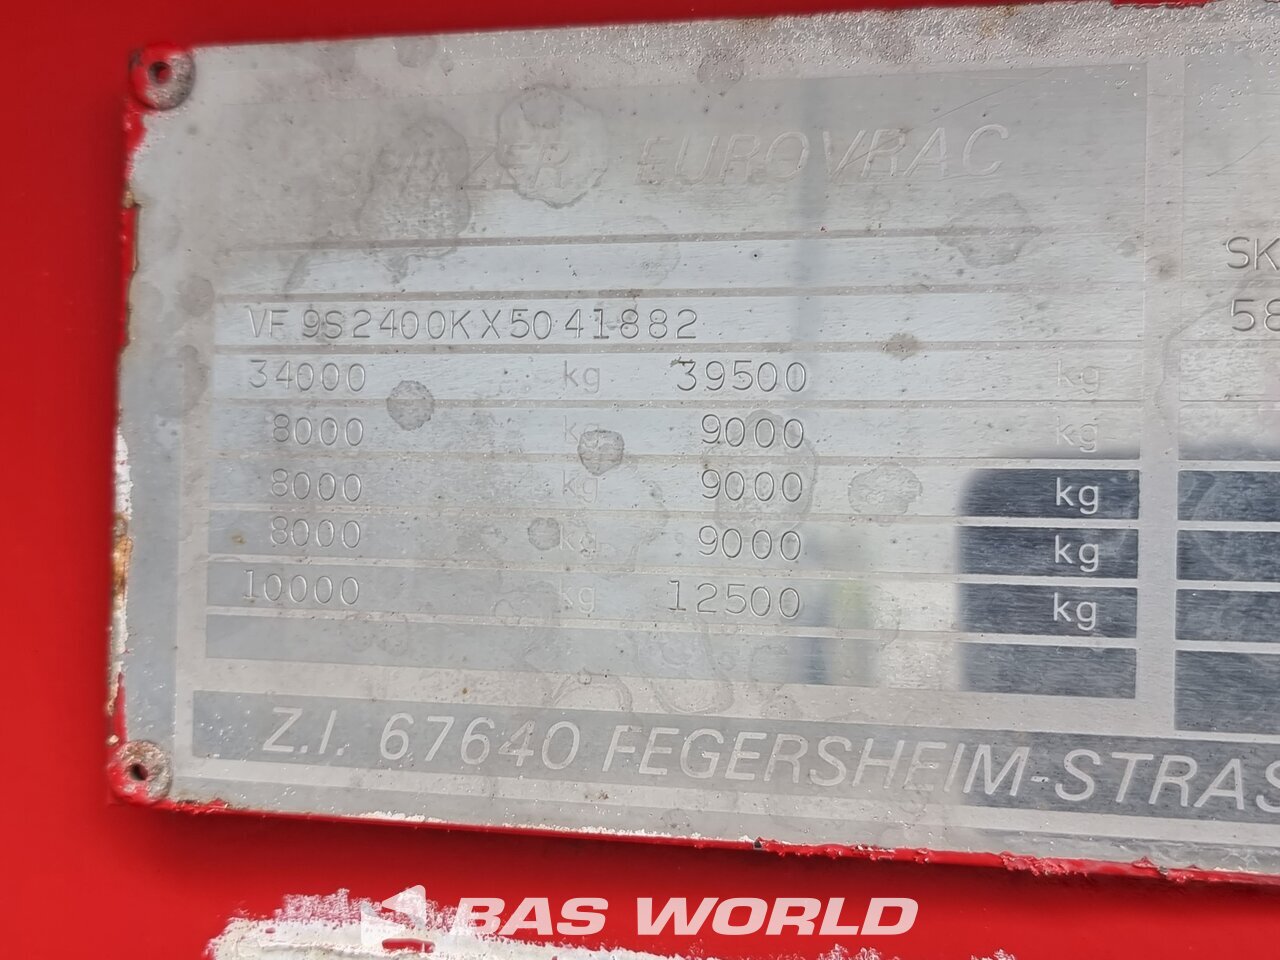 SPITZER EUROVRAC
SK
VF9S2400KX5041882
58
34000 kg 39500 kg
8000 kg 9000 kg
8000 kg 9000 kg
8000 kg 9000 kg
10000 kg 12500 kg
Z.I. 67640 FEGERSHEIM-STRAS
BAS WORLD